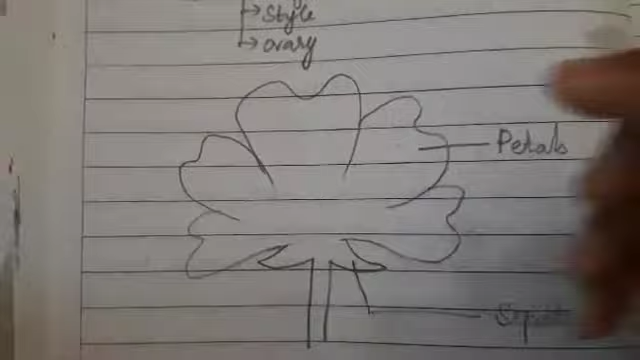 → Style
→ ovary
Petals